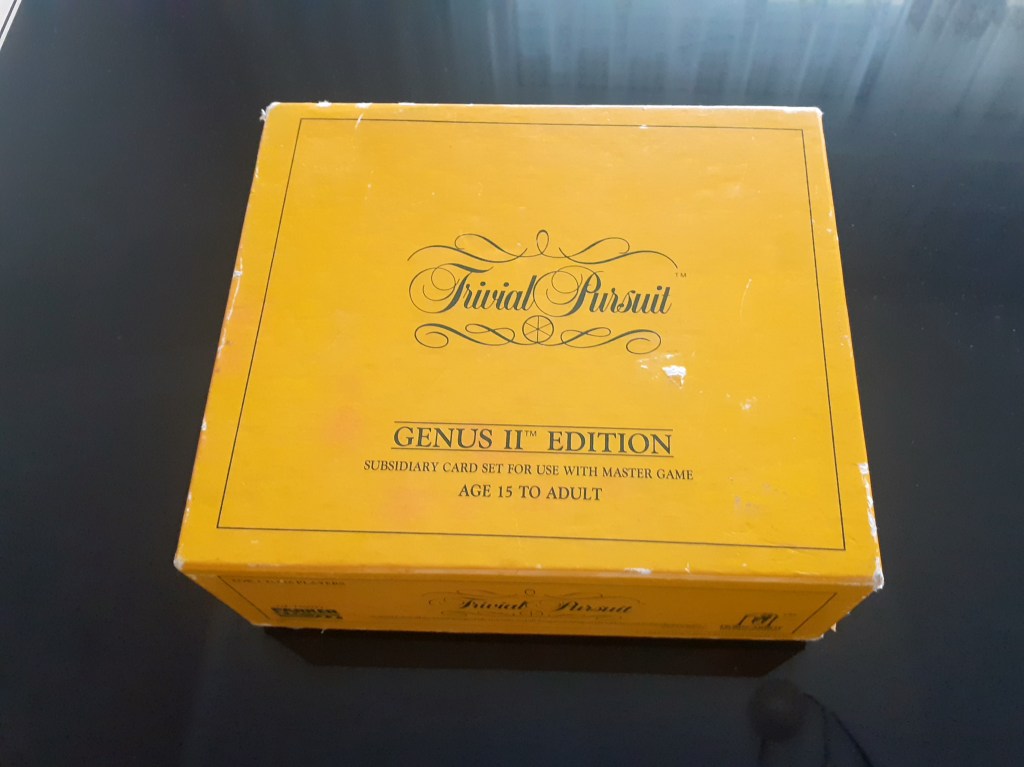 Trivial Pursuit™
GENUS II™ EDITION
SUBSIDIARY CARD SET FOR USE WITH MASTER GAME
AGE 15 TO ADULT
Trivial Pursuit
PARKER